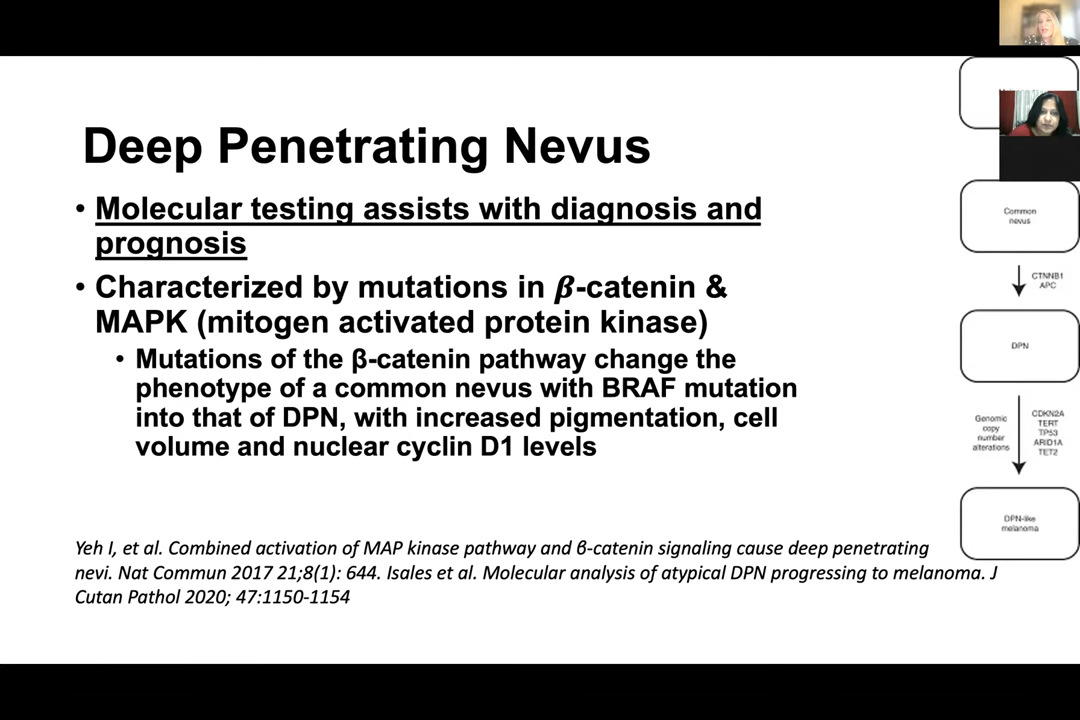 Deep Penetrating Nevus
• Molecular testing assists with diagnosis and
prognosis
• Characterized by mutations in β-catenin &
MAPK (mitogen activated protein kinase)
• Mutations of the β-catenin pathway change the
phenotype of a common nevus with BRAF mutation
into that of DPN, with increased pigmentation, cell
volume and nuclear cyclin D1 levels
Yeh I, et al. Combined activation of MAP kinase pathway and β-catenin signaling cause deep penetrating
nevi. Nat Commun 2017 21;8(1): 644. Isales et al. Molecular analysis of atypical DPN progressing to melanoma. J
Cutan Pathol 2020; 47:1150-1154
Common
nevus
CTNNB1
APC
DPN
Genomic
copy
number
alterations
CDKN2A
TERT
TP53
ARID1A
TET2
DPN-like
melanoma